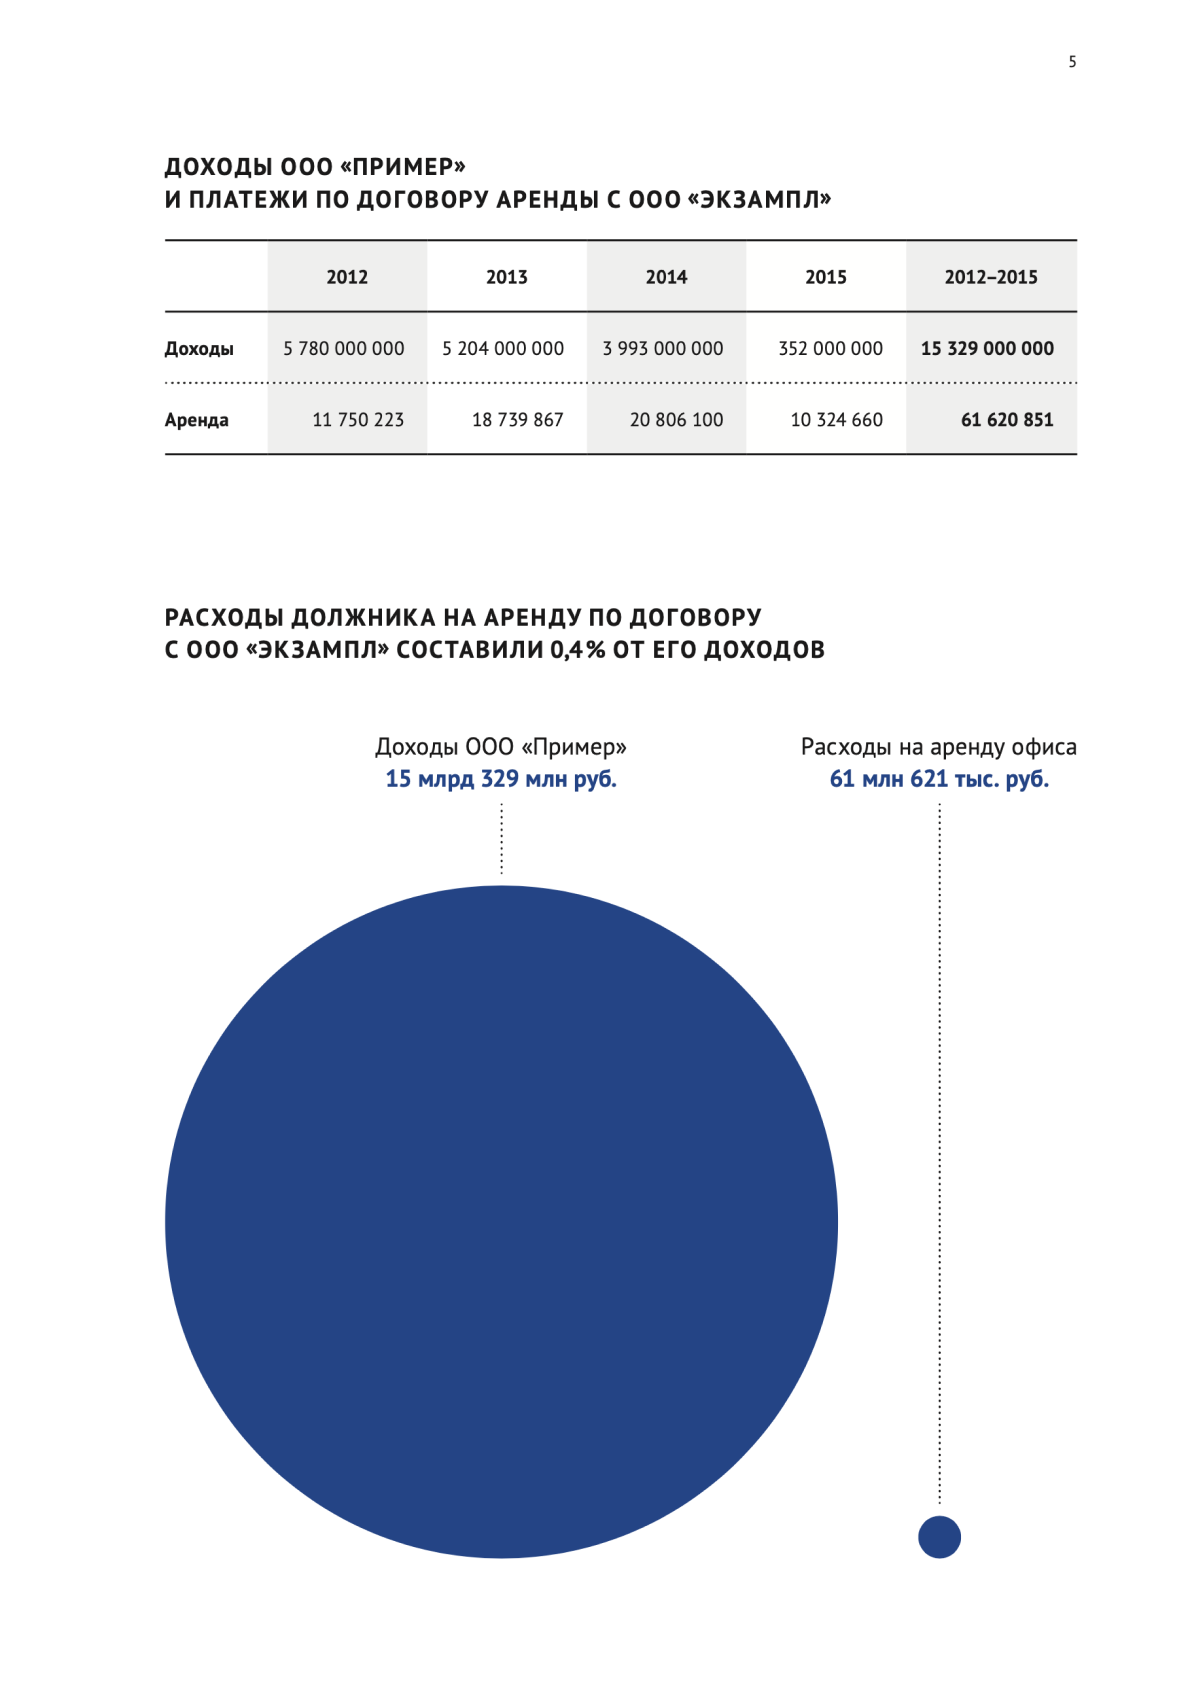 5
ДОХОДЫ ООО «ПРИМЕР»
И ПЛАТЕЖИ ПО ДОГОВОРУ АРЕНДЫ С ООО «ЭКЗАМПЛ»
2012 2013 2014 2015 2012–2015
Доходы 5 780 000 000 5 204 000 000 3 993 000 000 352 000 000 15 329 000 000
Аренда 11 750 223 18 739 867 20 806 100 10 324 660 61 620 851
РАСХОДЫ ДОЛЖНИКА НА АРЕНДУ ПО ДОГОВОРУ
С ООО «ЭКЗАМПЛ» СОСТАВИЛИ 0,4% ОТ ЕГО ДОХОДОВ
Доходы ООО «Пример»
15 млрд 329 млн руб.
Расходы на аренду офиса
61 млн 621 тыс. руб.